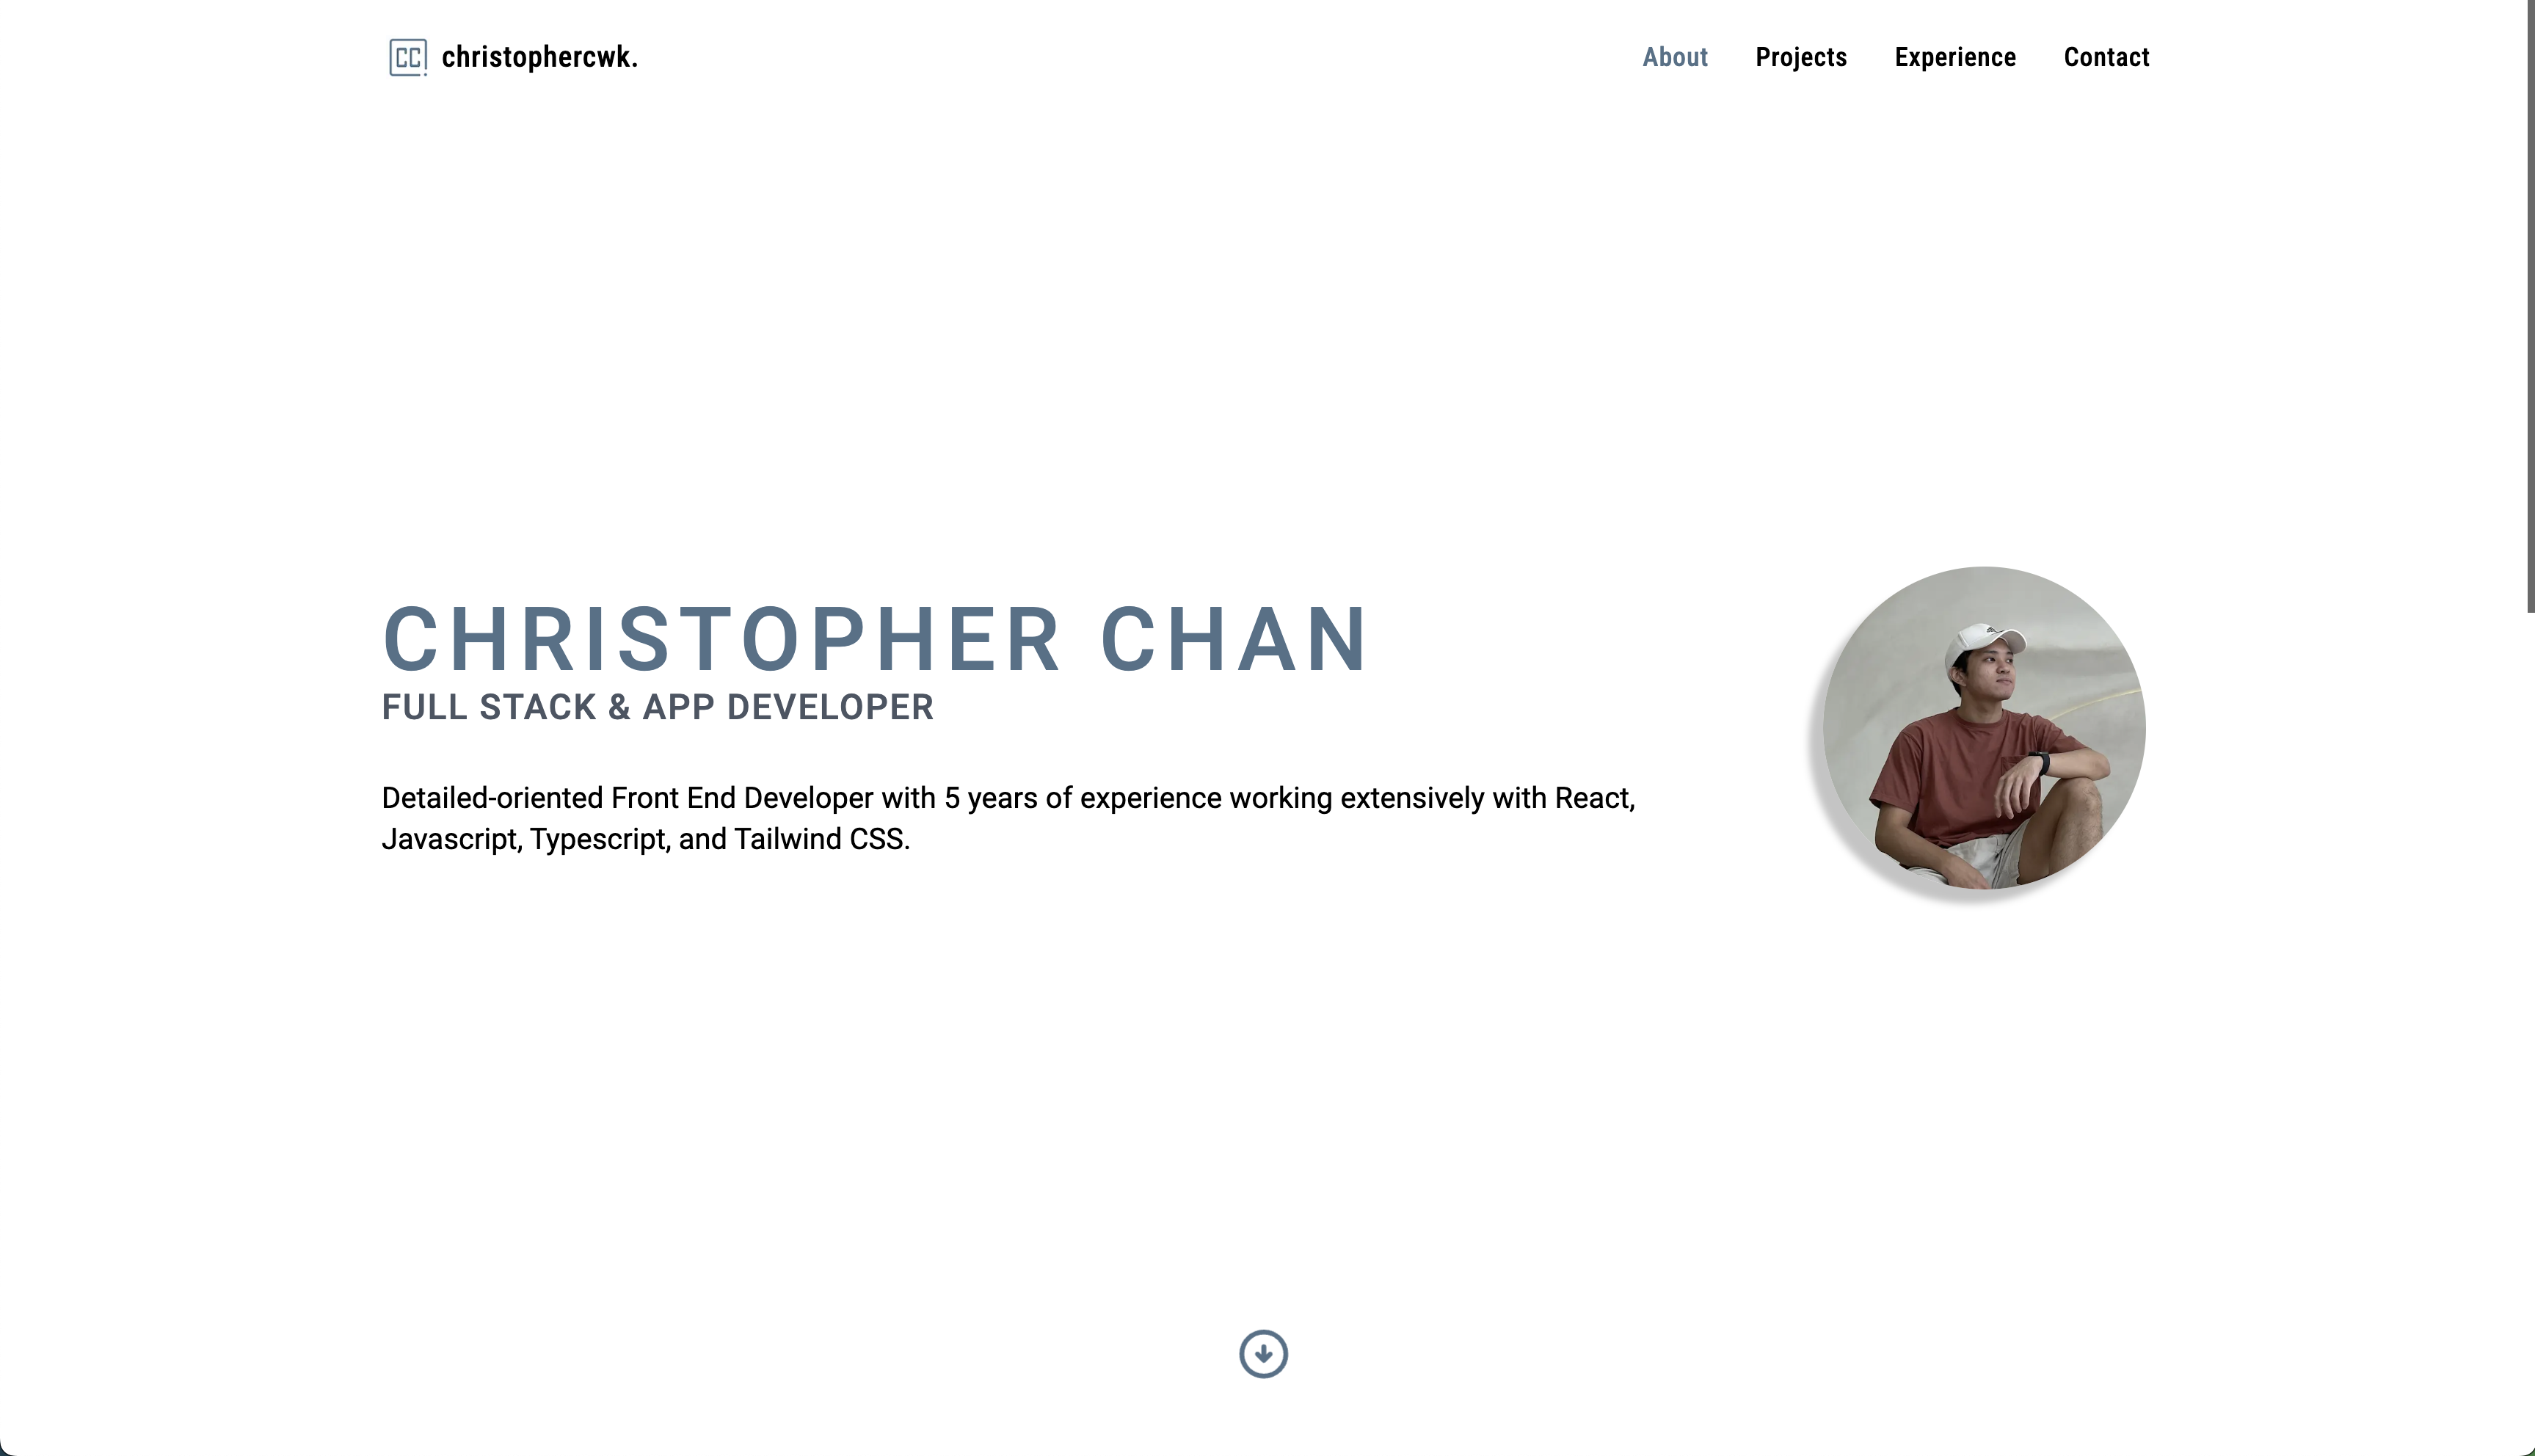 CC christophercwk.
About Projects Experience Contact
CHRISTOPHER CHAN
FULL STACK & APP DEVELOPER
Detailed-oriented Front End Developer with 5 years of experience working extensively with React,
Javascript, Typescript, and Tailwind CSS.